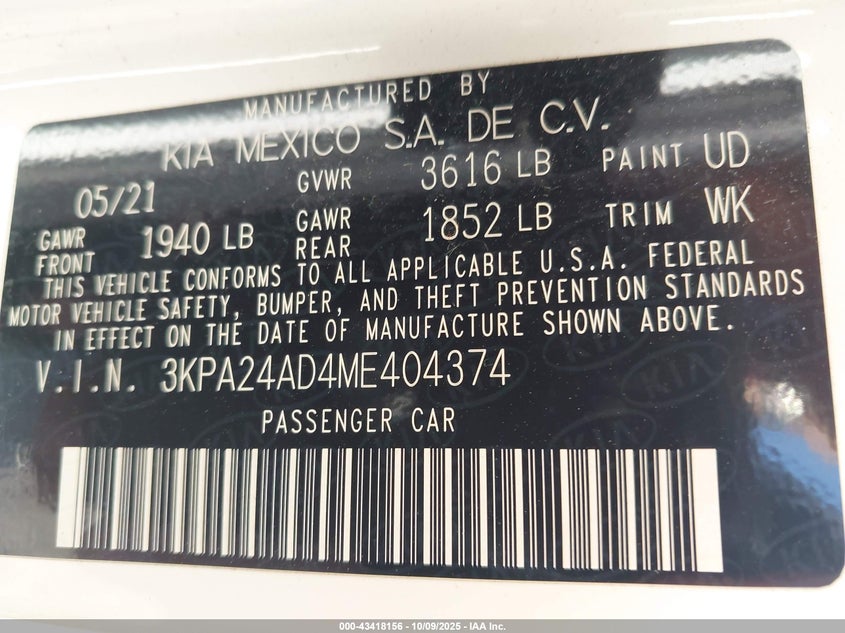 MANUFACTURED BY
KIA MEXICO S.A. DE C.V.
05/21 GVWR 3616 LB PAINT UD
GAWR FRONT 1940 LB GAWR REAR 1852 LB TRIM WK
THIS VEHICLE CONFORMS TO ALL APPLICABLE U.S.A. FEDERAL
MOTOR VEHICLE SAFETY, BUMPER, AND THEFT PREVENTION STANDARDS
IN EFFECT ON THE DATE OF MANUFACTURE SHOWN ABOVE.
V.I.N. 3KPA24AD4ME404374
PASSENGER CAR
000-43418156 - 10/09/2025 - IAA Inc.